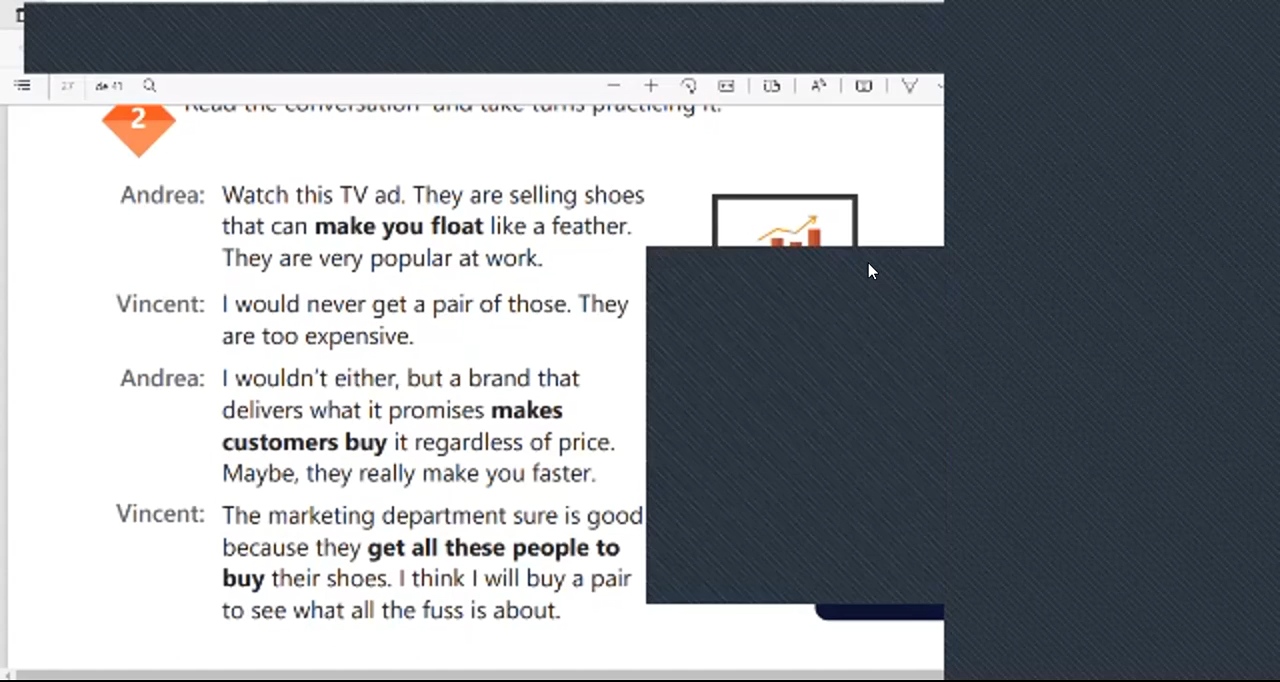 27 de 41
Read the conversation and take turns practicing it.
2
Andrea: Watch this TV ad. They are selling shoes
that can make you float like a feather.
They are very popular at work.
Vincent: I would never get a pair of those. They
are too expensive.
Andrea: I wouldn't either, but a brand that
delivers what it promises makes
customers buy it regardless of price.
Maybe, they really make you faster.
Vincent: The marketing department sure is good
because they get all these people to
buy their shoes. I think I will buy a pair
to see what all the fuss is about.